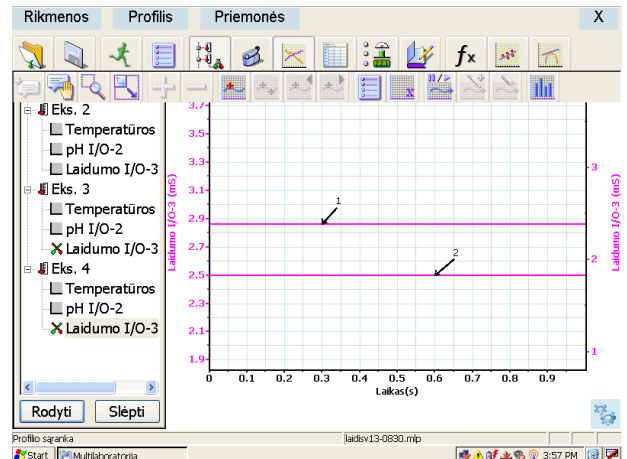 Rikmenos Profilis Priemonės X
fx
Eks. 2
Temperatūros
pH I/O-2
Laidumo I/O-3
Eks. 3
Temperatūros
pH I/O-2
Laidumo I/O-3
Eks. 4
Temperatūros
pH I/O-2
Laidumo I/O-3
Rodyti Slėpti
Laidumo I/O-3 (mS)
3.7
3.5
3.3
3.1
2.9
2.7
2.5
2.3
2.1
1.9
1
2
0 0.1 0.2 0.3 0.4 0.5 0.6 0.7 0.8 0.9
Laikas(s)
3
2
1
Laidumo I/O-3 (mS)
Profilio sąranka laidisv13-0830.mlp
Start Multilaboratorija 3:57 PM